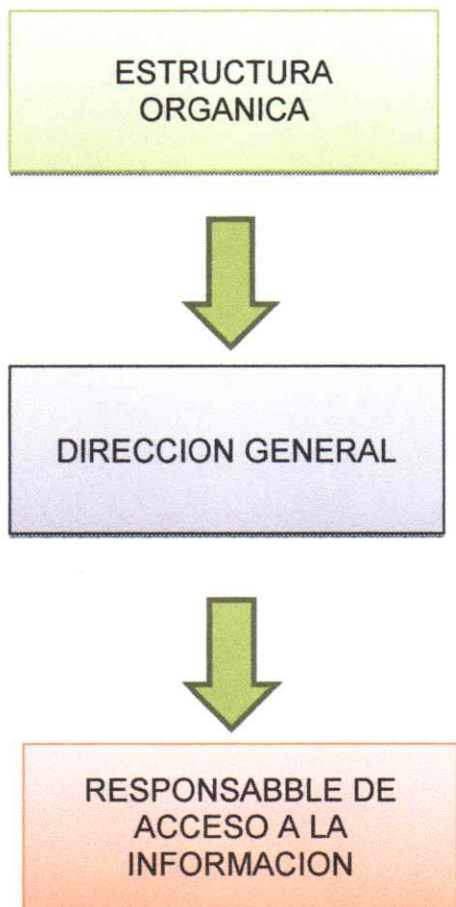 ESTRUCTURA
ORGANICA
DIRECCION GENERAL
RESPONSABBLE DE
ACCESO A LA
INFORMACION